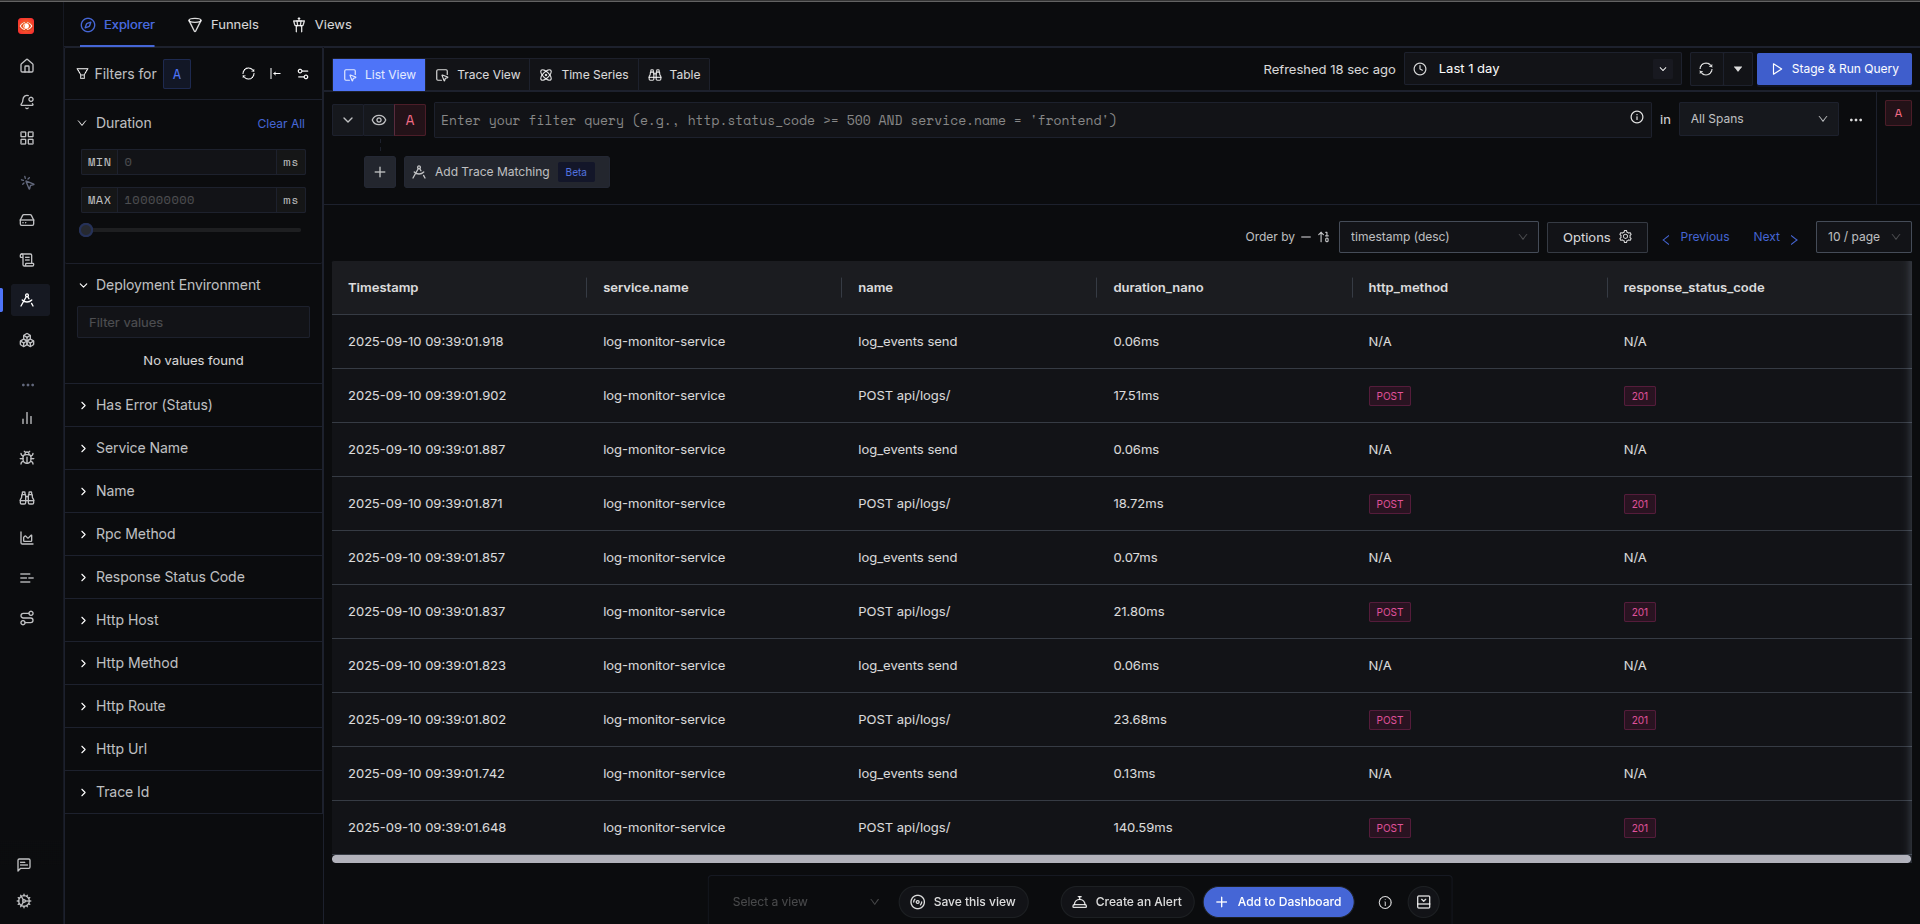 Explorer Funnels Views
Filters for A
List View Trace View Time Series Table
Refreshed 18 sec ago Last 1 day Stage & Run Query
Duration Clear All
MIN 0 ms
MAX 100000000 ms
Deployment Environment
Filter values
No values found
Has Error (Status)
Service Name
Name
Rpc Method
Response Status Code
Http Host
Http Method
Http Route
Http Url
Trace Id
A Enter your filter query (e.g., http.status_code >= 500 AND service.name = 'frontend') in All Spans ... A
Add Trace Matching Beta
Order by timestamp (desc) Options Previous Next 10 / page
Timestamp service.name name duration_nano http_method response_status_code
2025-09-10 09:39:01.918 log-monitor-service log_events send 0.06ms N/A N/A
2025-09-10 09:39:01.902 log-monitor-service POST api/logs/ 17.51ms POST 201
2025-09-10 09:39:01.887 log-monitor-service log_events send 0.06ms N/A N/A
2025-09-10 09:39:01.871 log-monitor-service POST api/logs/ 18.72ms POST 201
2025-09-10 09:39:01.857 log-monitor-service log_events send 0.07ms N/A N/A
2025-09-10 09:39:01.837 log-monitor-service POST api/logs/ 21.80ms POST 201
2025-09-10 09:39:01.823 log-monitor-service log_events send 0.06ms N/A N/A
2025-09-10 09:39:01.802 log-monitor-service POST api/logs/ 23.68ms POST 201
2025-09-10 09:39:01.742 log-monitor-service log_events send 0.13ms N/A N/A
2025-09-10 09:39:01.648 log-monitor-service POST api/logs/ 140.59ms POST 201
Select a view Save this view Create an Alert Add to Dashboard